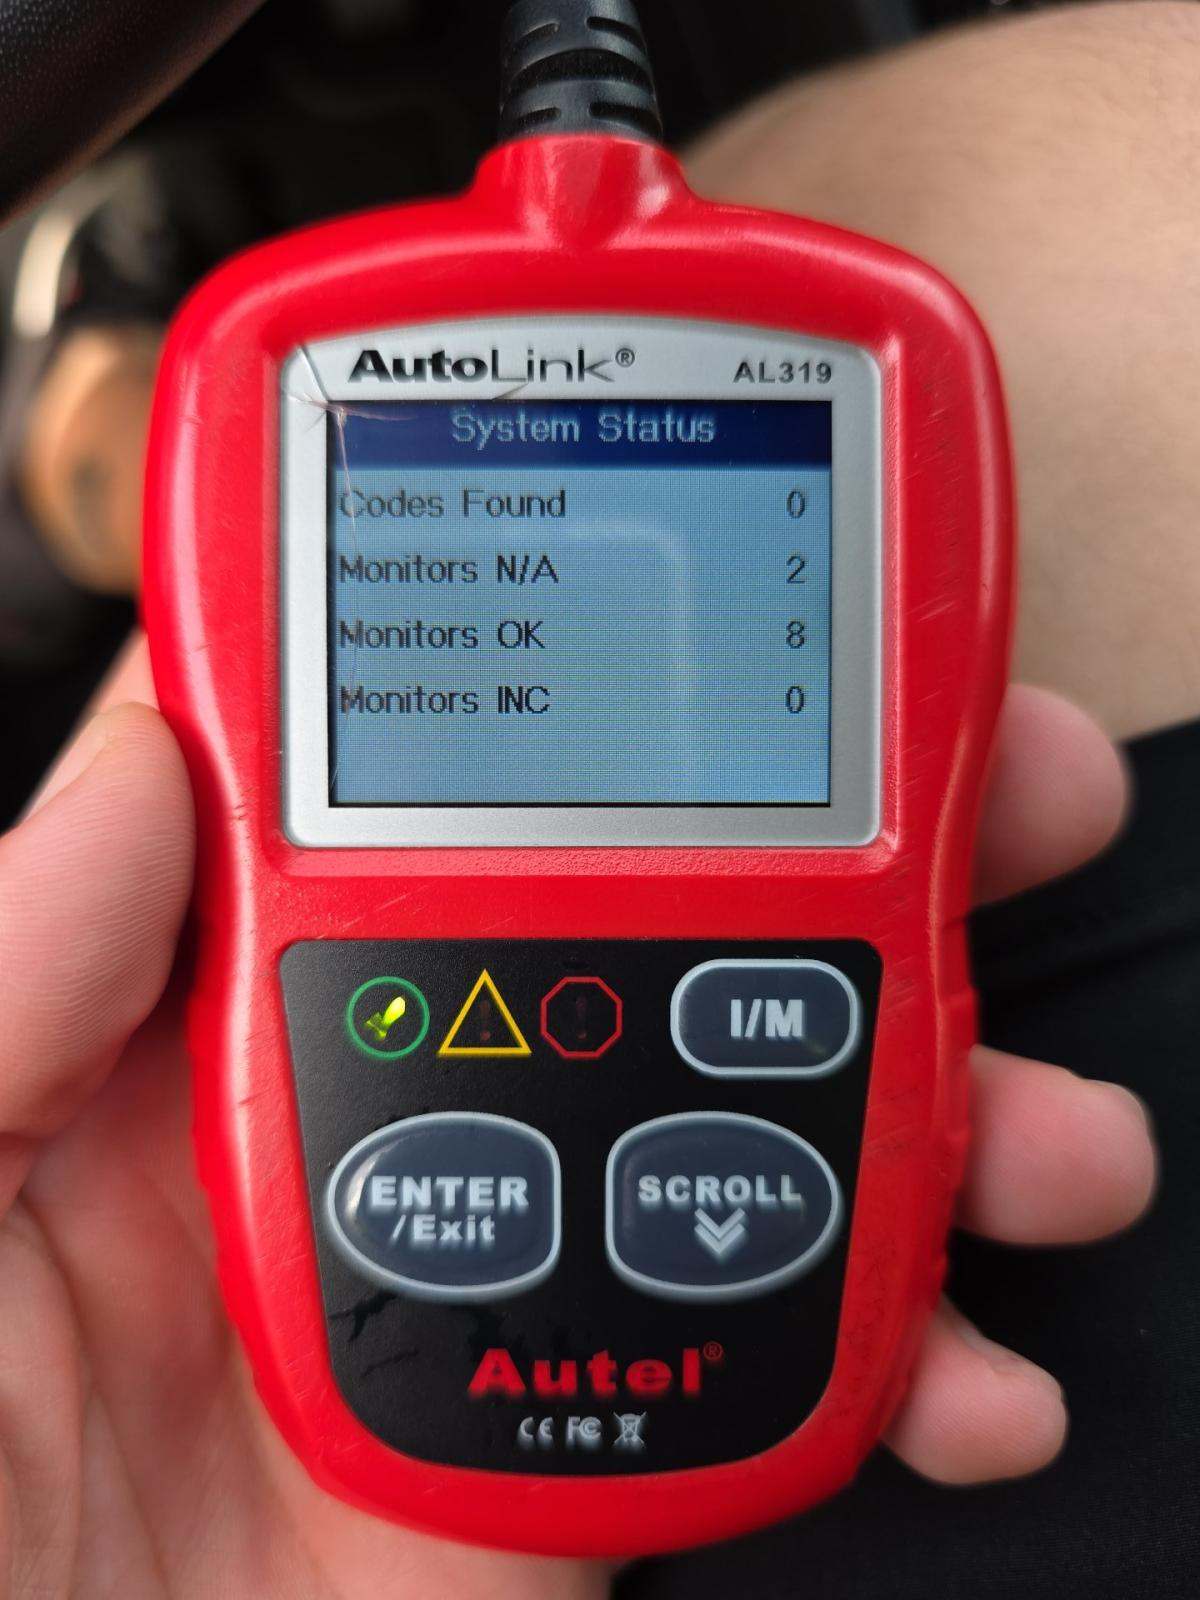 AutoLink® AL319
System Status
Codes Found 0
Monitors N/A 2
Monitors OK 8
Monitors INC 0
I/M
ENTER
/Exit
SCROLL
Autel®
CE FC